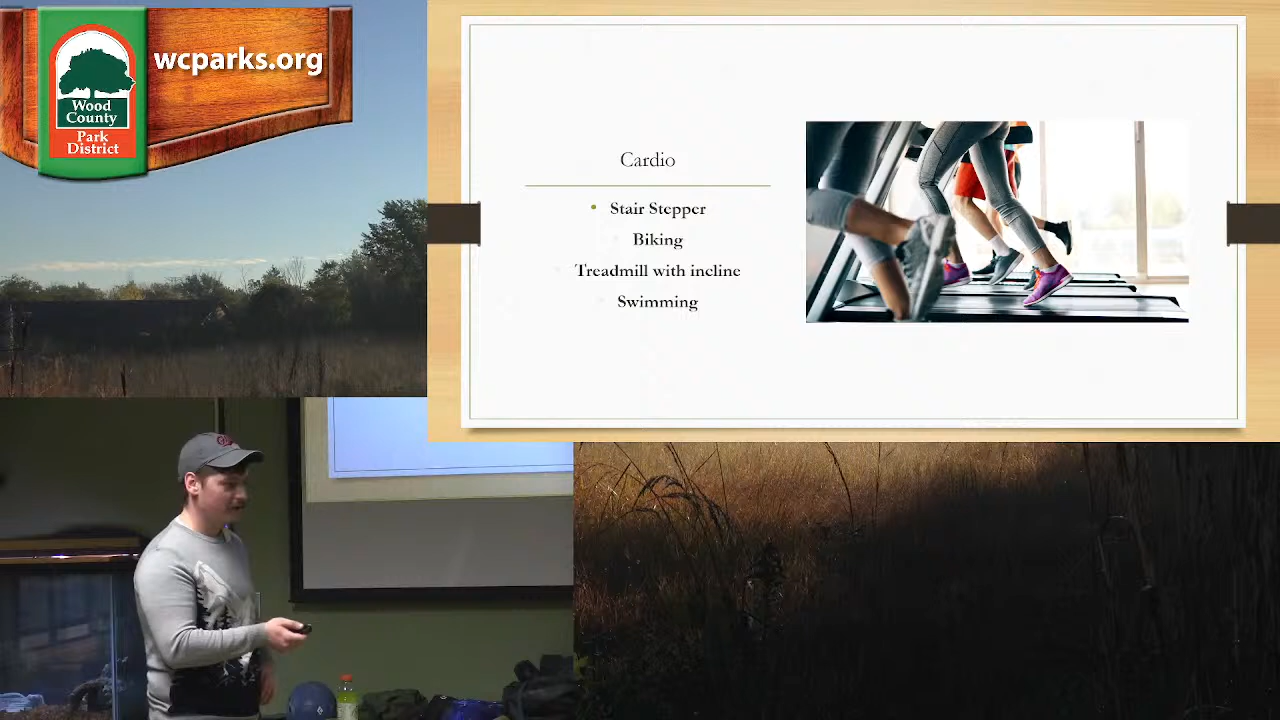 wcparks.org
Wood
County
Park
District
Cardio
Stair Stepper
Biking
Treadmill with incline
Swimming